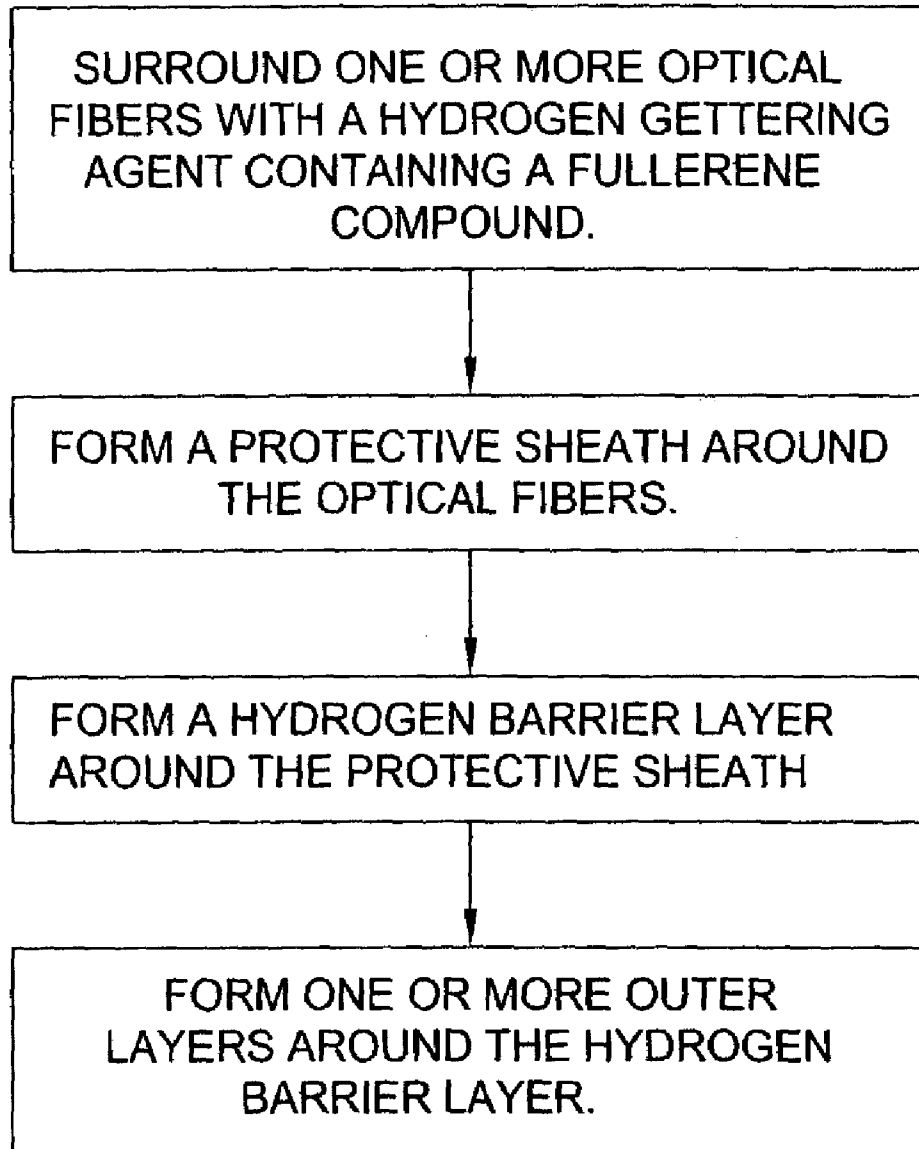 SURROUND ONE OR MORE OPTICAL
FIBERS WITH A HYDROGEN GETTERING
AGENT CONTAINING A FULLERENE
COMPOUND.
FORM A PROTECTIVE SHEATH AROUND
THE OPTICAL FIBERS.
FORM A HYDROGEN BARRIER LAYER
AROUND THE PROTECTIVE SHEATH
FORM ONE OR MORE OUTER
LAYERS AROUND THE HYDROGEN
BARRIER LAYER.